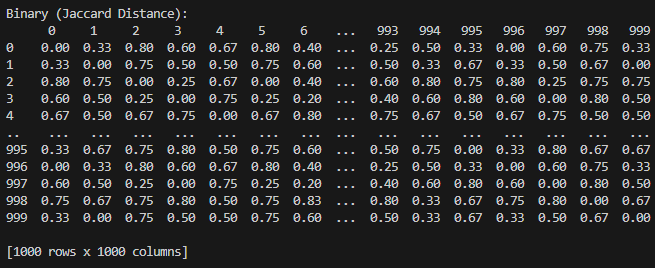 Binary (Jaccard Distance):
0 1 2 3 4 5 6 ... 993 994 995 996 997 998 999
0 0.00 0.33 0.80 0.60 0.67 0.80 0.40 ... 0.25 0.50 0.33 0.00 0.60 0.75 0.33
1 0.33 0.00 0.75 0.50 0.50 0.75 0.60 ... 0.50 0.33 0.67 0.33 0.50 0.67 0.00
2 0.80 0.75 0.00 0.25 0.67 0.00 0.40 ... 0.60 0.80 0.75 0.80 0.25 0.75 0.75
3 0.60 0.50 0.25 0.00 0.75 0.25 0.20 ... 0.40 0.60 0.80 0.60 0.00 0.80 0.50
4 0.67 0.50 0.67 0.75 0.00 0.67 0.80 ... 0.75 0.67 0.50 0.67 0.75 0.50 0.50
.. ... ... ... ... ... ... ... ... ... ... ... ... ... ... ...
995 0.33 0.67 0.75 0.80 0.50 0.75 0.60 ... 0.50 0.75 0.00 0.33 0.80 0.67 0.67
996 0.00 0.33 0.80 0.60 0.67 0.80 0.40 ... 0.25 0.50 0.33 0.00 0.60 0.75 0.33
997 0.60 0.50 0.25 0.00 0.75 0.25 0.20 ... 0.40 0.60 0.80 0.60 0.00 0.80 0.50
998 0.75 0.67 0.75 0.80 0.50 0.75 0.83 ... 0.80 0.33 0.67 0.75 0.80 0.00 0.67
999 0.33 0.00 0.75 0.50 0.50 0.75 0.60 ... 0.50 0.33 0.67 0.33 0.50 0.67 0.00
[1000 rows x 1000 columns]